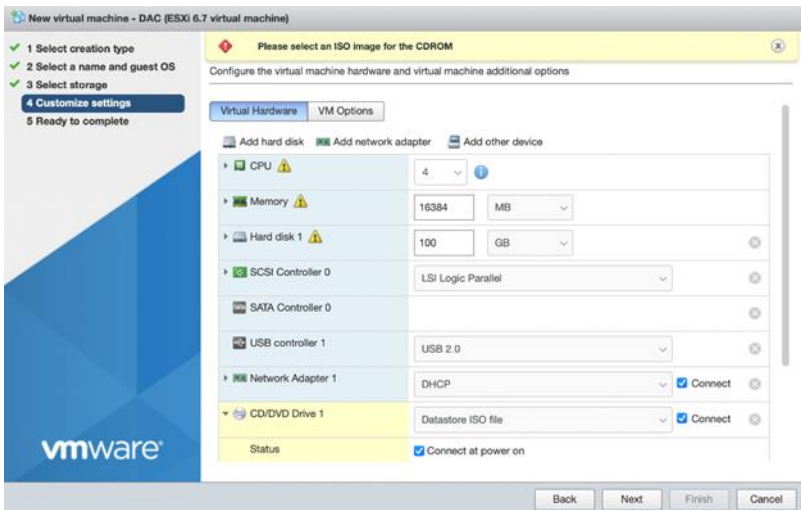 New virtual machine - DAC (ESXi 6.7 virtual machine)
1 Select creation type
2 Select a name and guest OS
3 Select storage
4 Customize settings
5 Ready to complete
Please select an ISO image for the CDROM
Configure the virtual machine hardware and virtual machine additional options
Virtual Hardware VM Options
Add hard disk Add network adapter Add other device
CPU 4
Memory 16384 MB
Hard disk 1 100 GB
SCSI Controller 0 LSI Logic Parallel
SATA Controller 0
USB controller 1 USB 2.0
Network Adapter 1 DHCP Connect
CD/DVD Drive 1 Datastore ISO file Connect
Status Connect at power on
vmware
Back Next Finish Cancel